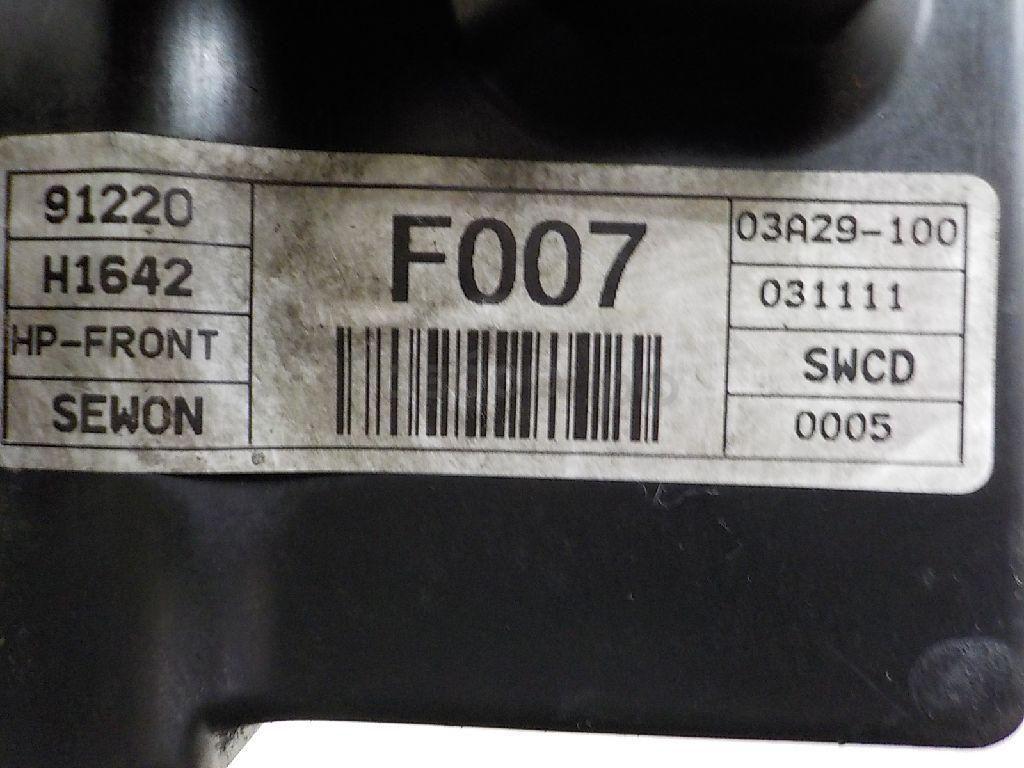 91220
H1642
HP-FRONT
SEWON
F007
03A29-100
031111
SWCD
0005